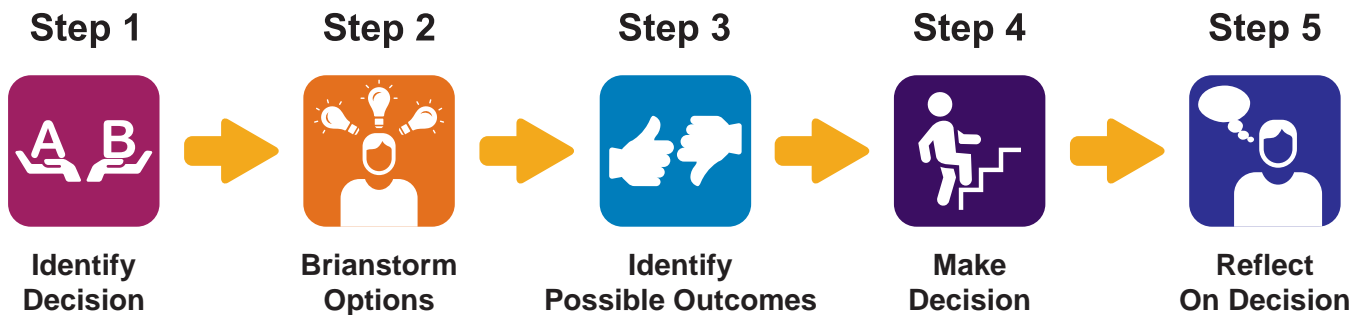 Step 1
Step 2
Step 3
Step 4
Step 5
A B
Identify
Decision
Brianstorm
Options
Identify
Possible Outcomes
Make
Decision
Reflect
On Decision